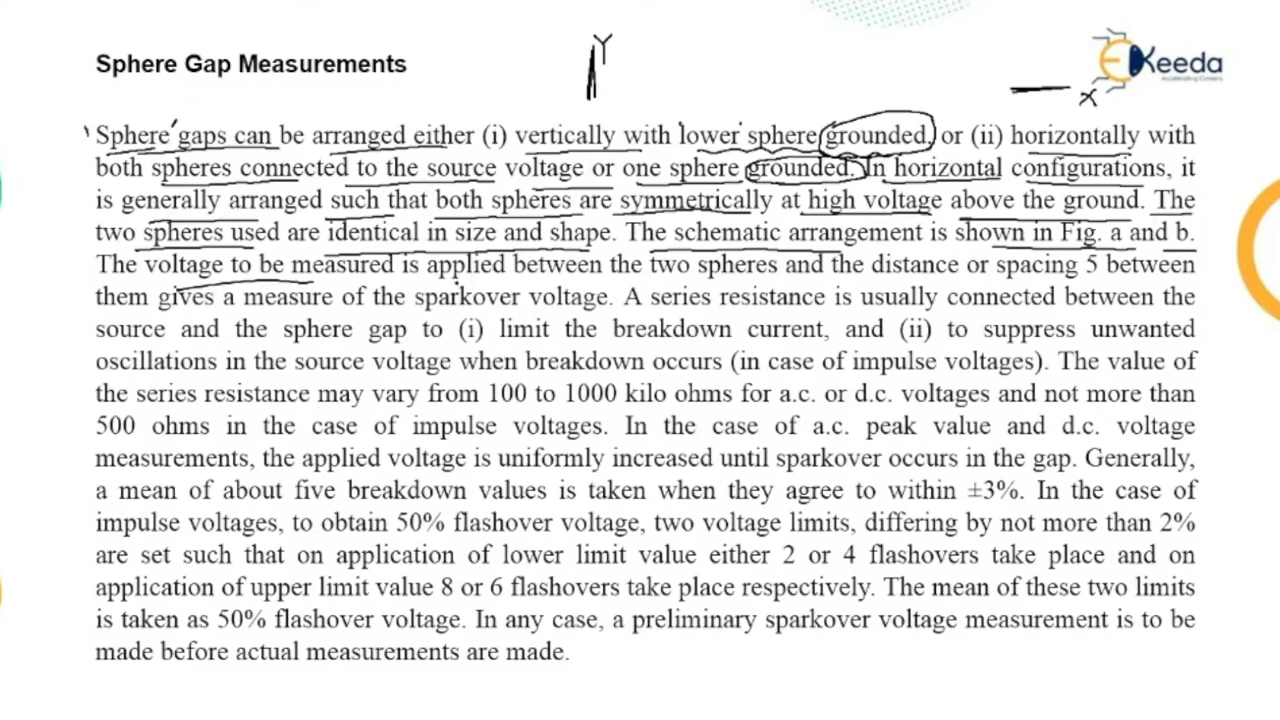 Sphere Gap Measurements
Y
x
Keeda
Sphere gaps can be arranged either (i) vertically with lower sphere grounded, or (ii) horizontally with
both spheres connected to the source voltage or one sphere grounded. In horizontal configurations, it
is generally arranged such that both spheres are symmetrically at high voltage above the ground. The
two spheres used are identical in size and shape. The schematic arrangement is shown in Fig. a and b.
The voltage to be measured is applied between the two spheres and the distance or spacing 5 between
them gives a measure of the sparkover voltage. A series resistance is usually connected between the
source and the sphere gap to (i) limit the breakdown current, and (ii) to suppress unwanted
oscillations in the source voltage when breakdown occurs (in case of impulse voltages). The value of
the series resistance may vary from 100 to 1000 kilo ohms for a.c. or d.c. voltages and not more than
500 ohms in the case of impulse voltages. In the case of a.c. peak value and d.c. voltage
measurements, the applied voltage is uniformly increased until sparkover occurs in the gap. Generally,
a mean of about five breakdown values is taken when they agree to within ±3%. In the case of
impulse voltages, to obtain 50% flashover voltage, two voltage limits, differing by not more than 2%
are set such that on application of lower limit value either 2 or 4 flashovers take place and on
application of upper limit value 8 or 6 flashovers take place respectively. The mean of these two limits
is taken as 50% flashover voltage. In any case, a preliminary sparkover voltage measurement is to be
made before actual measurements are made.